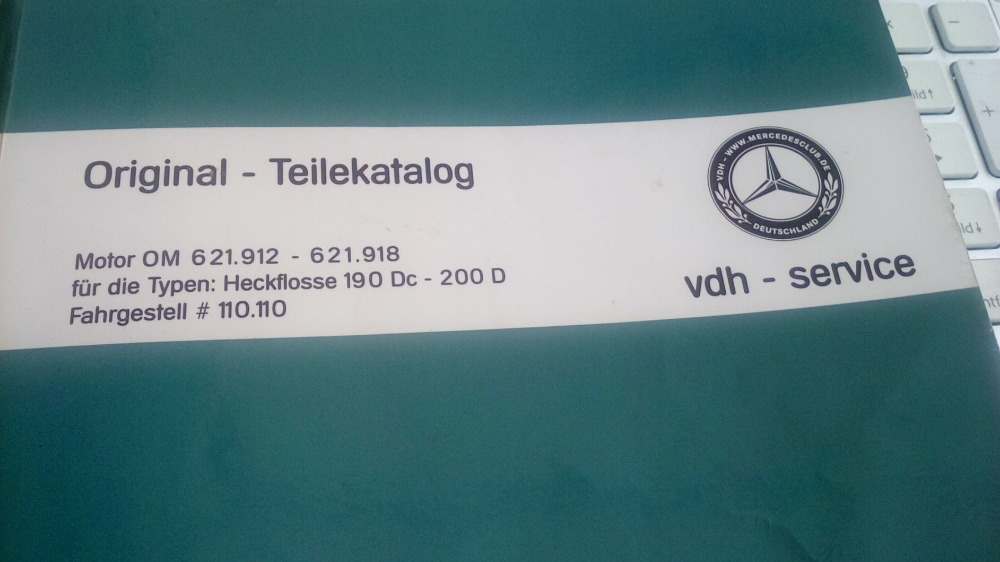 Original - Teilekatalog
Motor OM 621.912 - 621.918
für die Typen: Heckflosse 190 Dc - 200 D
Fahrgestell # 110.110
VDH - WWW.MERCEDESCLUB.DE
DEUTSCHLAND
vdh - service
-
+